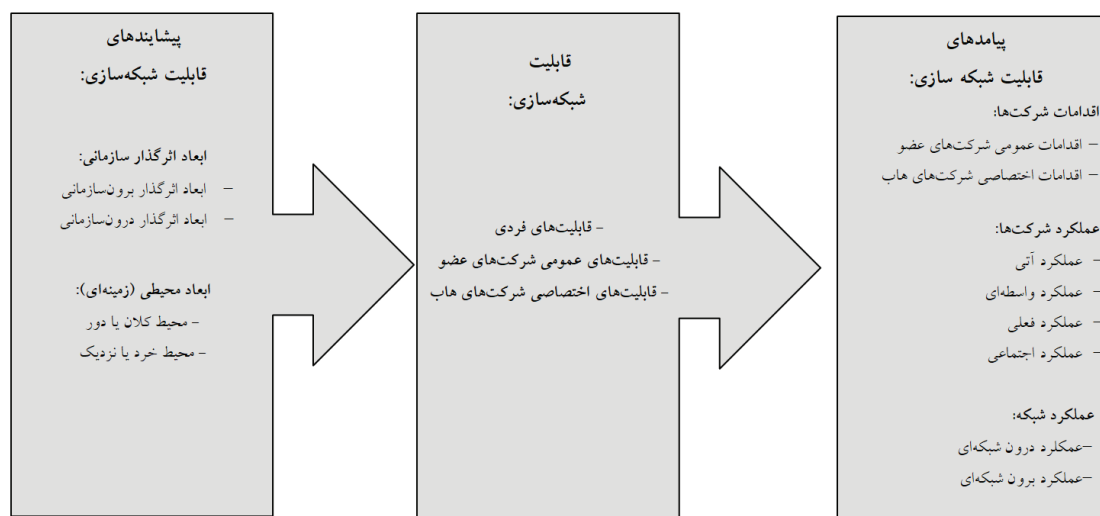 پیشایندهای
قابلیت شبکه‌سازی:
ابعاد اثرگذار سازمانی:
– ابعاد اثرگذار برون‌سازمانی
– ابعاد اثرگذار درون‌سازمانی
ابعاد محیطی (زمینه‌ای):
– محیط کلان یا دور
– محیط خرد یا نزدیک
قابلیت
شبکه‌سازی:
– قابلیت‌های فردی
– قابلیت‌های عمومی شرکت‌های عضو
– قابلیت‌های اختصاصی شرکت‌های هاب
پیامدهای
قابلیت شبکه سازی:
اقدامات شرکت‌ها:
– اقدامات عمومی شرکت‌های عضو
– اقدامات اختصاصی شرکت‌های هاب
عملکرد شرکت‌ها:
– عملکرد آتی
– عملکرد واسطه‌ای
– عملکرد فعلی
– عملکرد اجتماعی
عملکرد شبکه:
–عمکلرد درون شبکه‌ای
–عملکرد برون شبکه‌ای